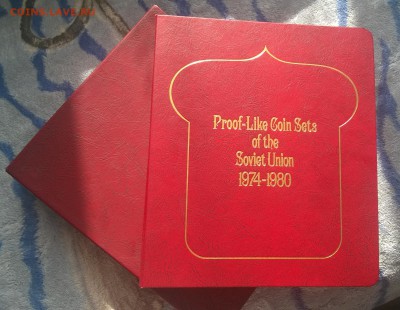 Proof-Like Coin Sets
of the
Soviet Union
1974-1980